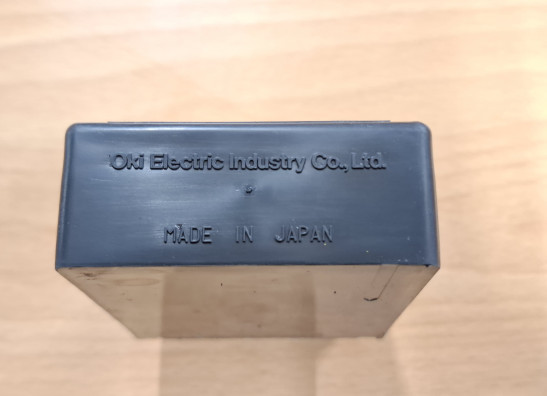 Oki Electric Industry Co., Ltd.
MADE IN JAPAN